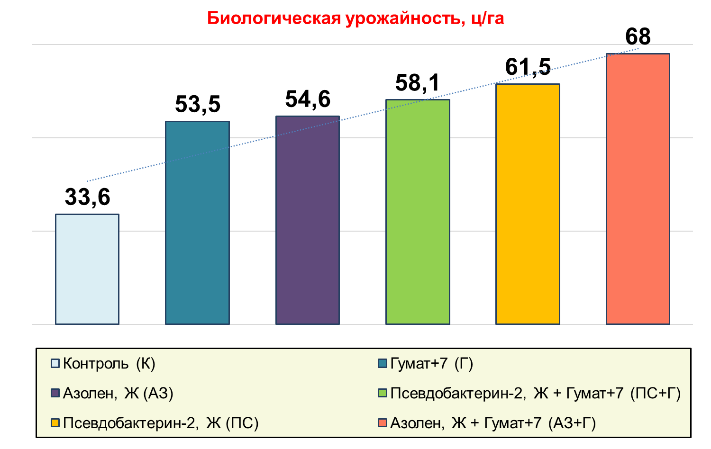 Биологическая урожайность, ц/га
33,6
53,5
54,6
58,1
61,5
68
Контроль (К)
Гумат+7 (Г)
Азолен, Ж (АЗ)
Псевдобактерин-2, Ж + Гумат+7 (ПС+Г)
Псевдобактерин-2, Ж (ПС)
Азолен, Ж + Гумат+7 (АЗ+Г)